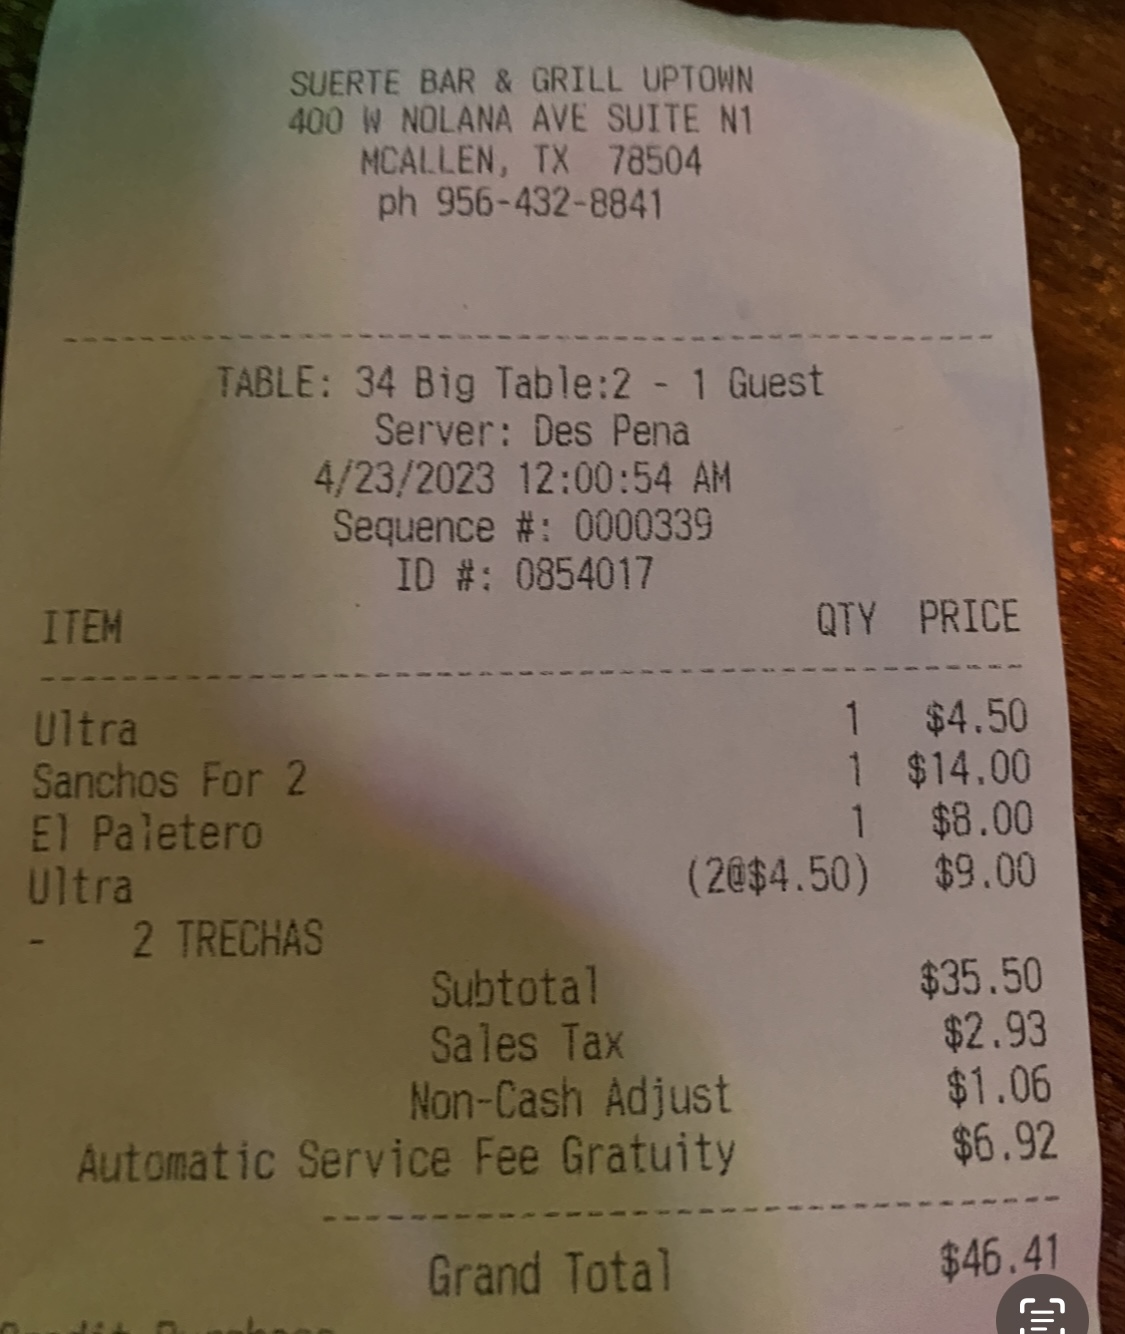 SUERTE BAR & GRILL UPTOWN
400 W NOLANA AVE SUITE N1
MCALLEN, TX 78504
ph 956-432-8841
TABLE: 34 Big Table:2 - 1 Guest
Server: Des Pena
4/23/2023 12:00:54 AM
Sequence #: 0000339
ID #: 0854017
ITEM QTY PRICE
Ultra 1 $4.50
Sanchos For 2 1 $14.00
El Paletero 1 $8.00
Ultra (2@$4.50) $9.00
- 2 TRECHAS
Subtotal $35.50
Sales Tax $2.93
Non-Cash Adjust $1.06
Automatic Service Fee Gratuity $6.92
Grand Total $46.41
Credit Purchase